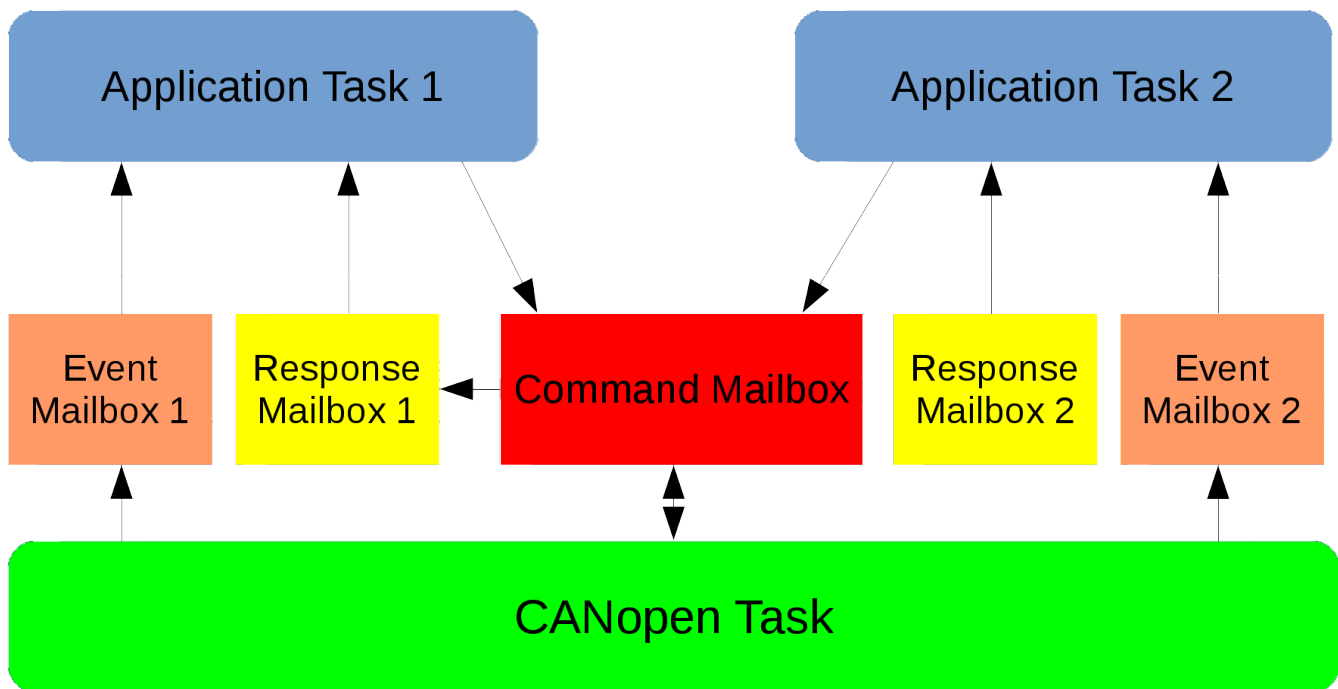 Application Task 1
Application Task 2
Event
Mailbox 1
Response
Mailbox 1
Command Mailbox
Response
Mailbox 2
Event
Mailbox 2
CANopen Task